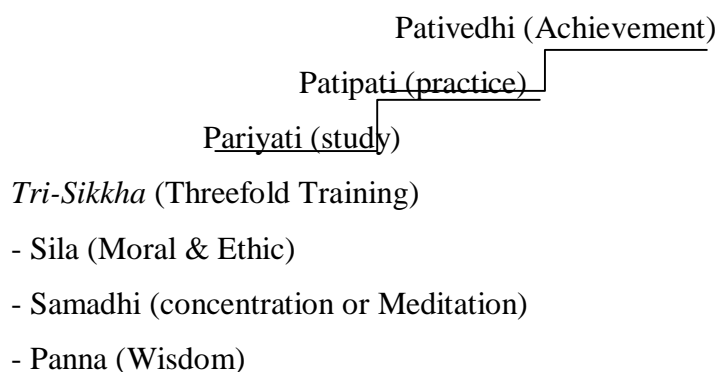 Pativedhi (Achievement)
Patipati (practice)
Pariyati (study)
Tri-Sikkha (Threefold Training)
- Sila (Moral & Ethic)
- Samadhi (concentration or Meditation)
- Panna (Wisdom)